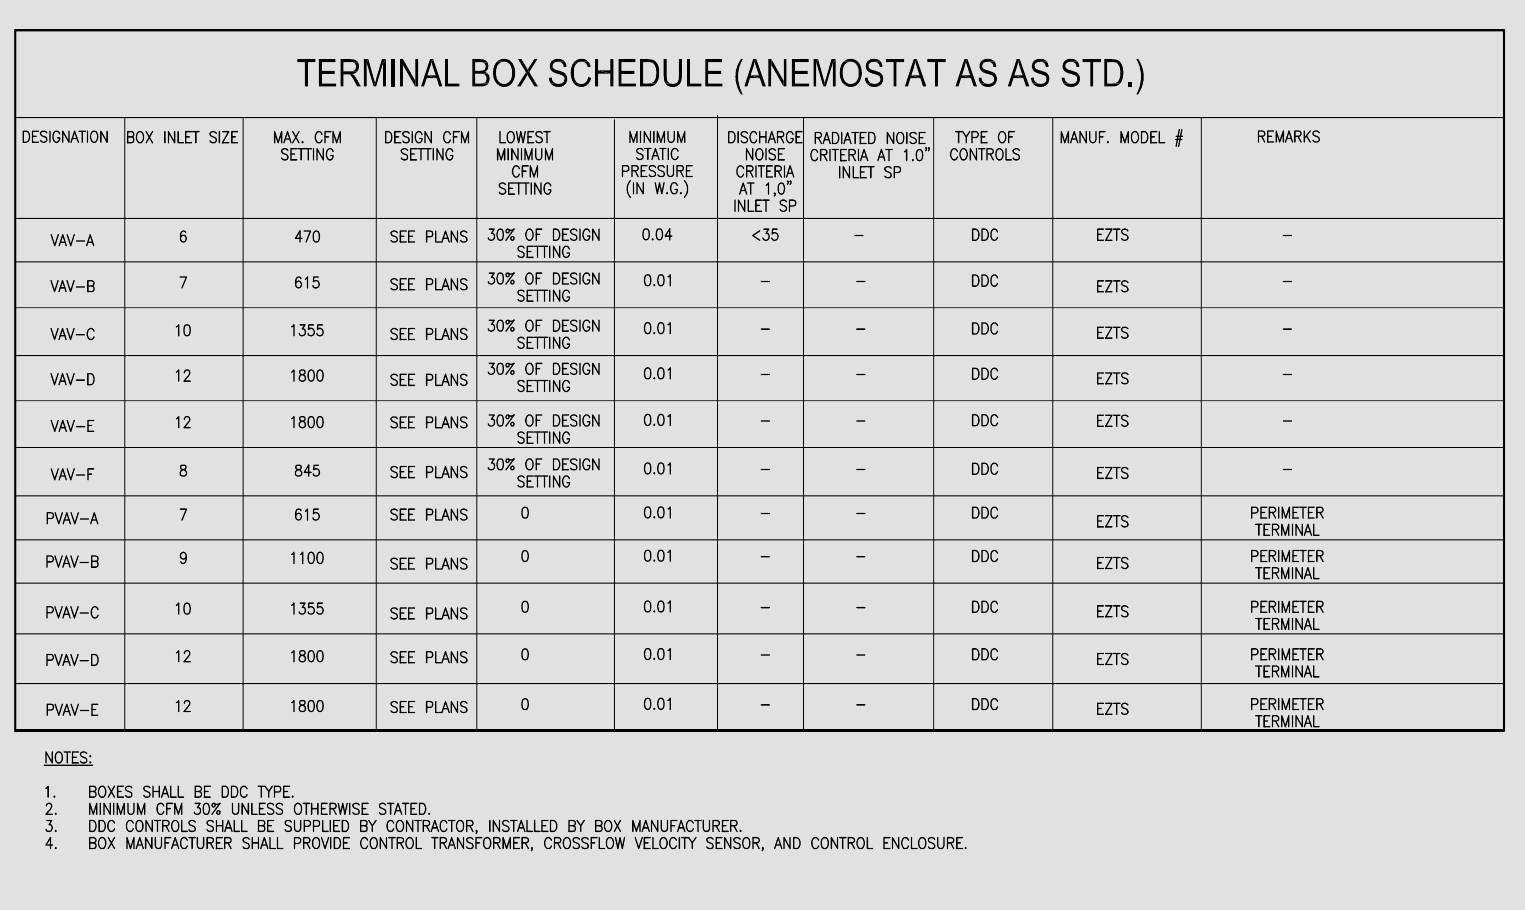 TERMINAL BOX SCHEDULE (ANEMOSTAT AS AS STD.)
DESIGNATION BOX INLET SIZE MAX. CFM SETTING DESIGN CFM SETTING LOWEST MINIMUM CFM SETTING MINIMUM STATIC PRESSURE (IN W.G.) DISCHARGE NOISE CRITERIA AT 1,0" INLET SP RADIATED NOISE CRITERIA AT 1.0" INLET SP TYPE OF CONTROLS MANUF. MODEL # REMARKS
VAV-A 6 470 SEE PLANS 30% OF DESIGN SETTING 0.04 <35 - DDC EZTS -
VAV-B 7 615 SEE PLANS 30% OF DESIGN SETTING 0.01 - - DDC EZTS -
VAV-C 10 1355 SEE PLANS 30% OF DESIGN SETTING 0.01 - - DDC EZTS -
VAV-D 12 1800 SEE PLANS 30% OF DESIGN SETTING 0.01 - - DDC EZTS -
VAV-E 12 1800 SEE PLANS 30% OF DESIGN SETTING 0.01 - - DDC EZTS -
VAV-F 8 845 SEE PLANS 30% OF DESIGN SETTING 0.01 - - DDC EZTS -
PVAV-A 7 615 SEE PLANS 0 0.01 - - DDC EZTS PERIMETER TERMINAL
PVAV-B 9 1100 SEE PLANS 0 0.01 - - DDC EZTS PERIMETER TERMINAL
PVAV-C 10 1355 SEE PLANS 0 0.01 - - DDC EZTS PERIMETER TERMINAL
PVAV-D 12 1800 SEE PLANS 0 0.01 - - DDC EZTS PERIMETER TERMINAL
PVAV-E 12 1800 SEE PLANS 0 0.01 - - DDC EZTS PERIMETER TERMINAL
NOTES:
1. BOXES SHALL BE DDC TYPE.
2. MINIMUM CFM 30% UNLESS OTHERWISE STATED.
3. DDC CONTROLS SHALL BE SUPPLIED BY CONTRACTOR, INSTALLED BY BOX MANUFACTURER.
4. BOX MANUFACTURER SHALL PROVIDE CONTROL TRANSFORMER, CROSSFLOW VELOCITY SENSOR, AND CONTROL ENCLOSURE.